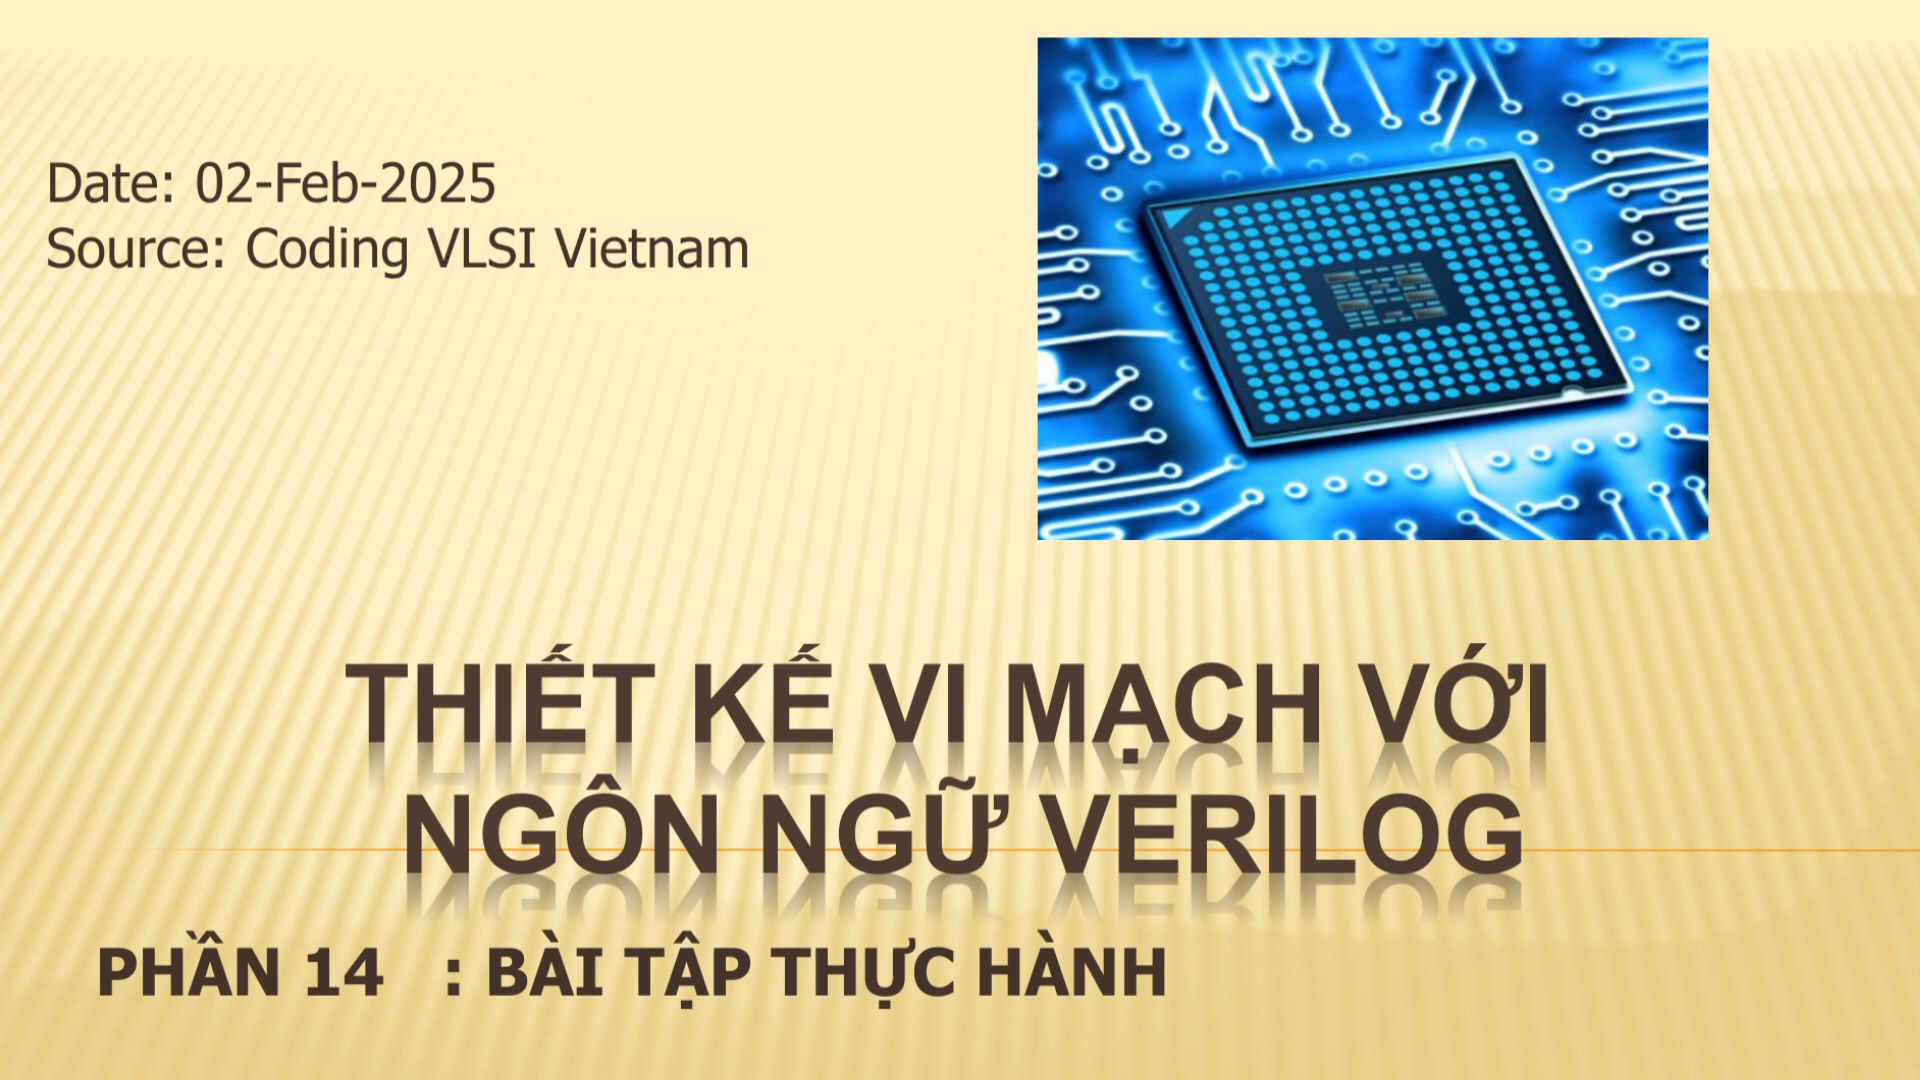 Date: 02-Feb-2025
Source: Coding VLSI Vietnam
THIẾT KẾ VI MẠCH VỚI
NGÔN NGỮ VERILOG
PHẦN 14 : BÀI TẬP THỰC HÀNH